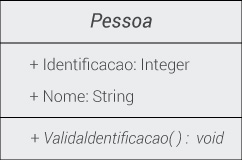 Pessoa
+ Identificacao: Integer
+ Nome: String
+ ValidaIdentificacao( ) : void